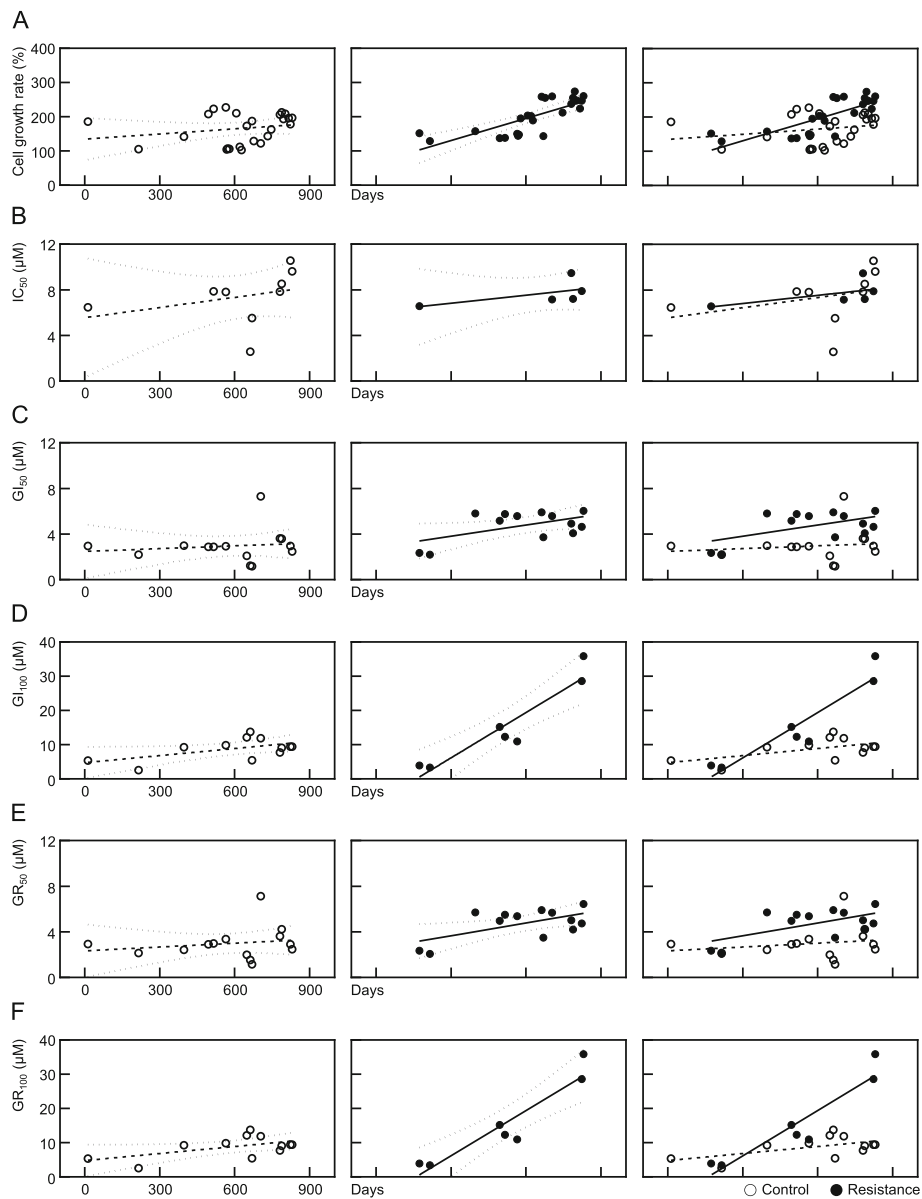 A
Cell growth rate (%)
400
300
200
100
0
0 300 600 900 Days
B
IC50 (µM)
12
8
4
0
0 300 600 900 Days
C
GI50 (µM)
12
8
4
0
0 300 600 900 Days
D
GI100 (µM)
40
30
20
10
0
0 300 600 900 Days
E
GR50 (µM)
12
8
4
0
0 300 600 900 Days
F
GR100 (µM)
40
30
20
10
0
0 300 600 900 Days
Control Resistance